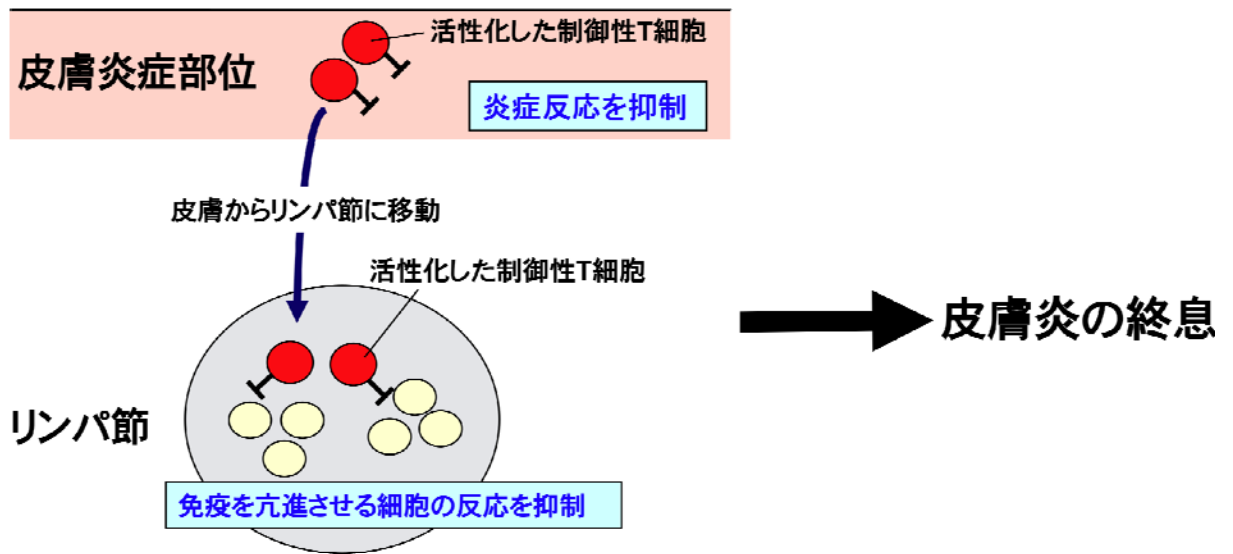 活性化した制御性T細胞
皮膚炎症部位
炎症反応を抑制
皮膚からリンパ節に移動
活性化した制御性T細胞
皮膚炎の終息
リンパ節
免疫を亢進させる細胞の反応を抑制